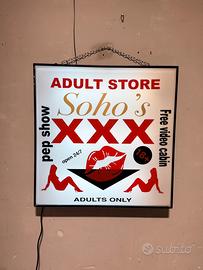 ADULT STORE
Soho's
XXX
pep show
Free video cabin
open 24/7
ADULTS ONLY
subito